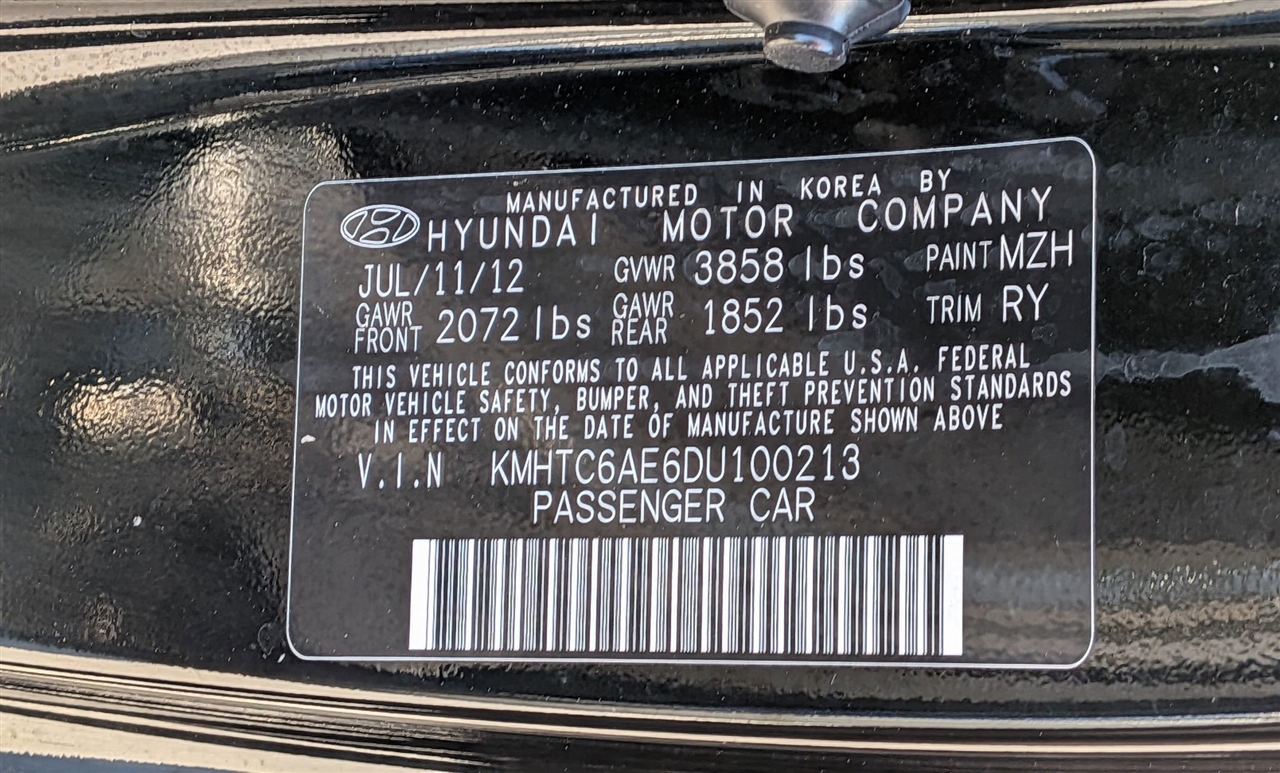 MANUFACTURED IN KOREA BY
HYUNDAI MOTOR COMPANY
JUL/11/12 GVWR 3858 lbs PAINT MZH
GAWR FRONT 2072 lbs GAWR REAR 1852 lbs TRIM RY
THIS VEHICLE CONFORMS TO ALL APPLICABLE U.S.A. FEDERAL
MOTOR VEHICLE SAFETY, BUMPER, AND THEFT PREVENTION STANDARDS
IN EFFECT ON THE DATE OF MANUFACTURE SHOWN ABOVE
V.I.N KMHTC6AE6DU100213
PASSENGER CAR